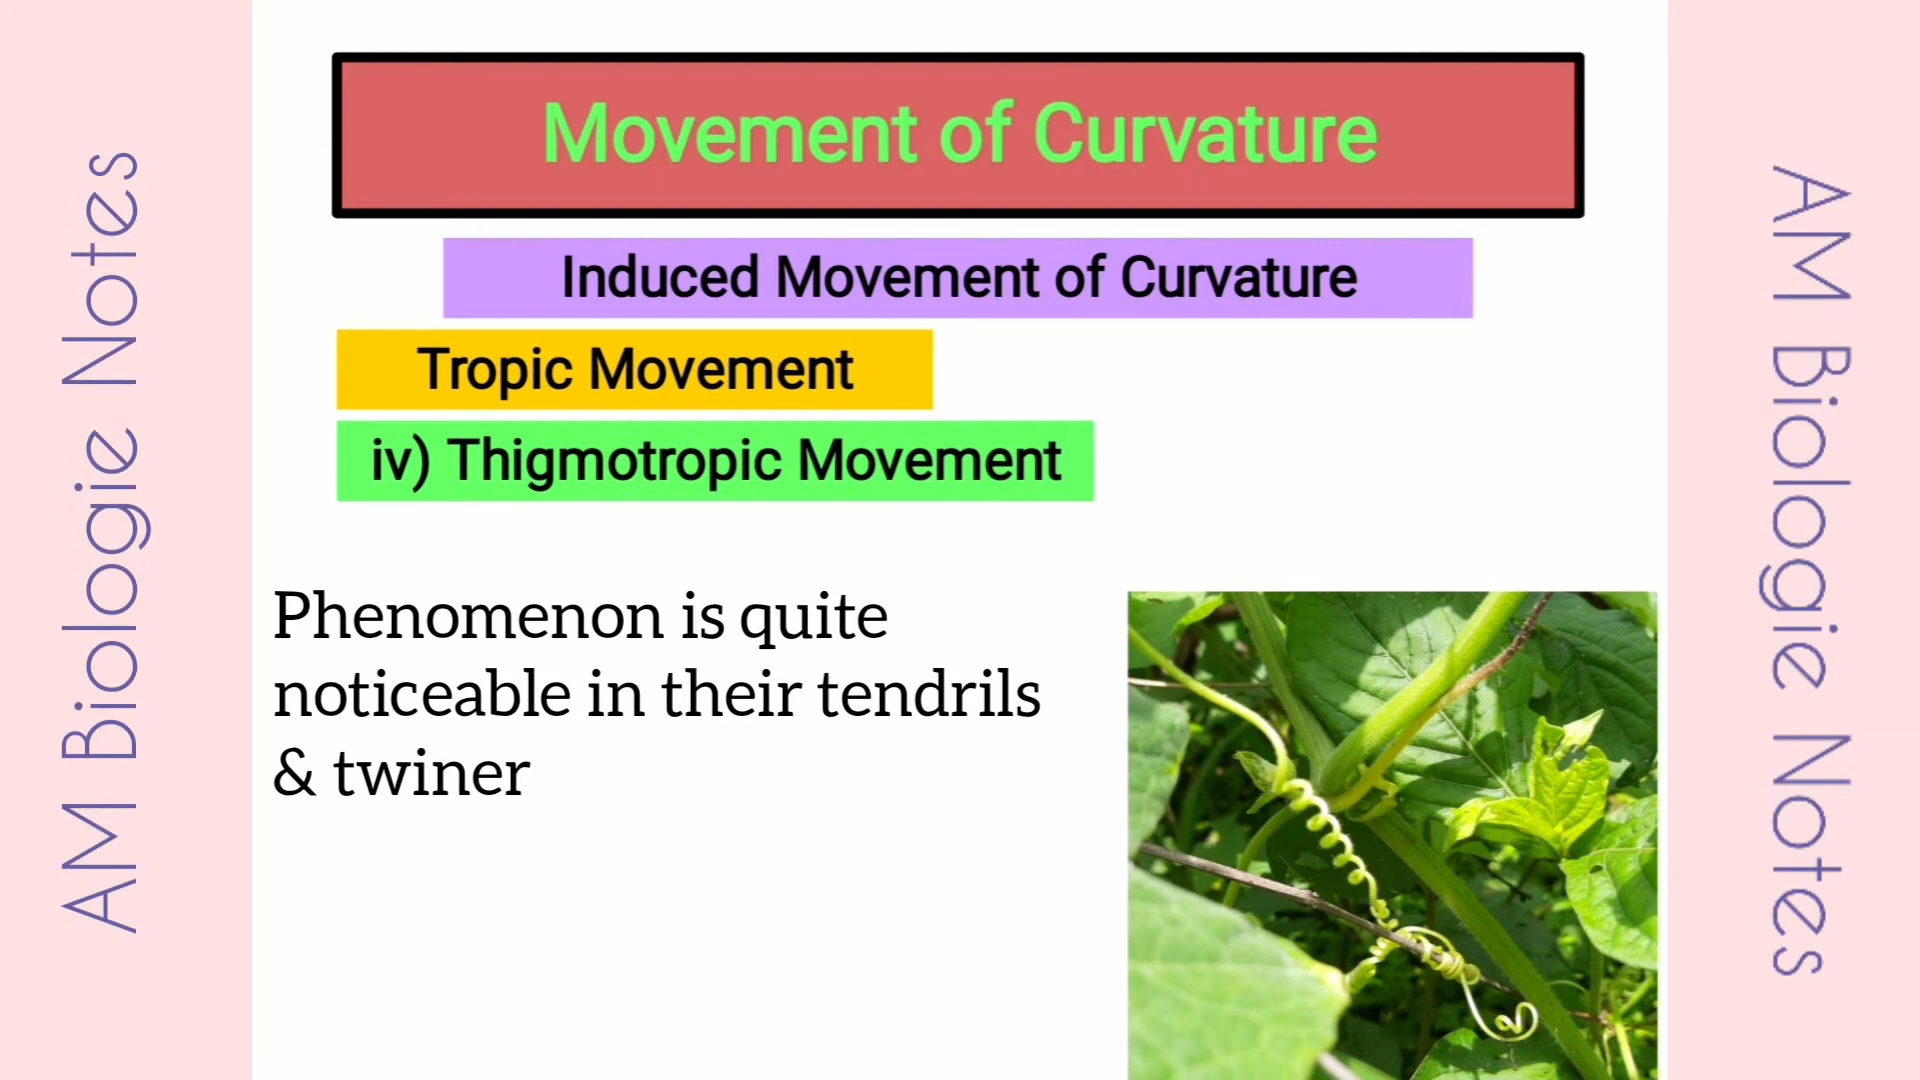 AM Biologie Notes
Movement of Curvature
Induced Movement of Curvature
Tropic Movement
iv) Thigmotropic Movement
Phenomenon is quite
noticeable in their tendrils
& twiner
AM Biologie Notes